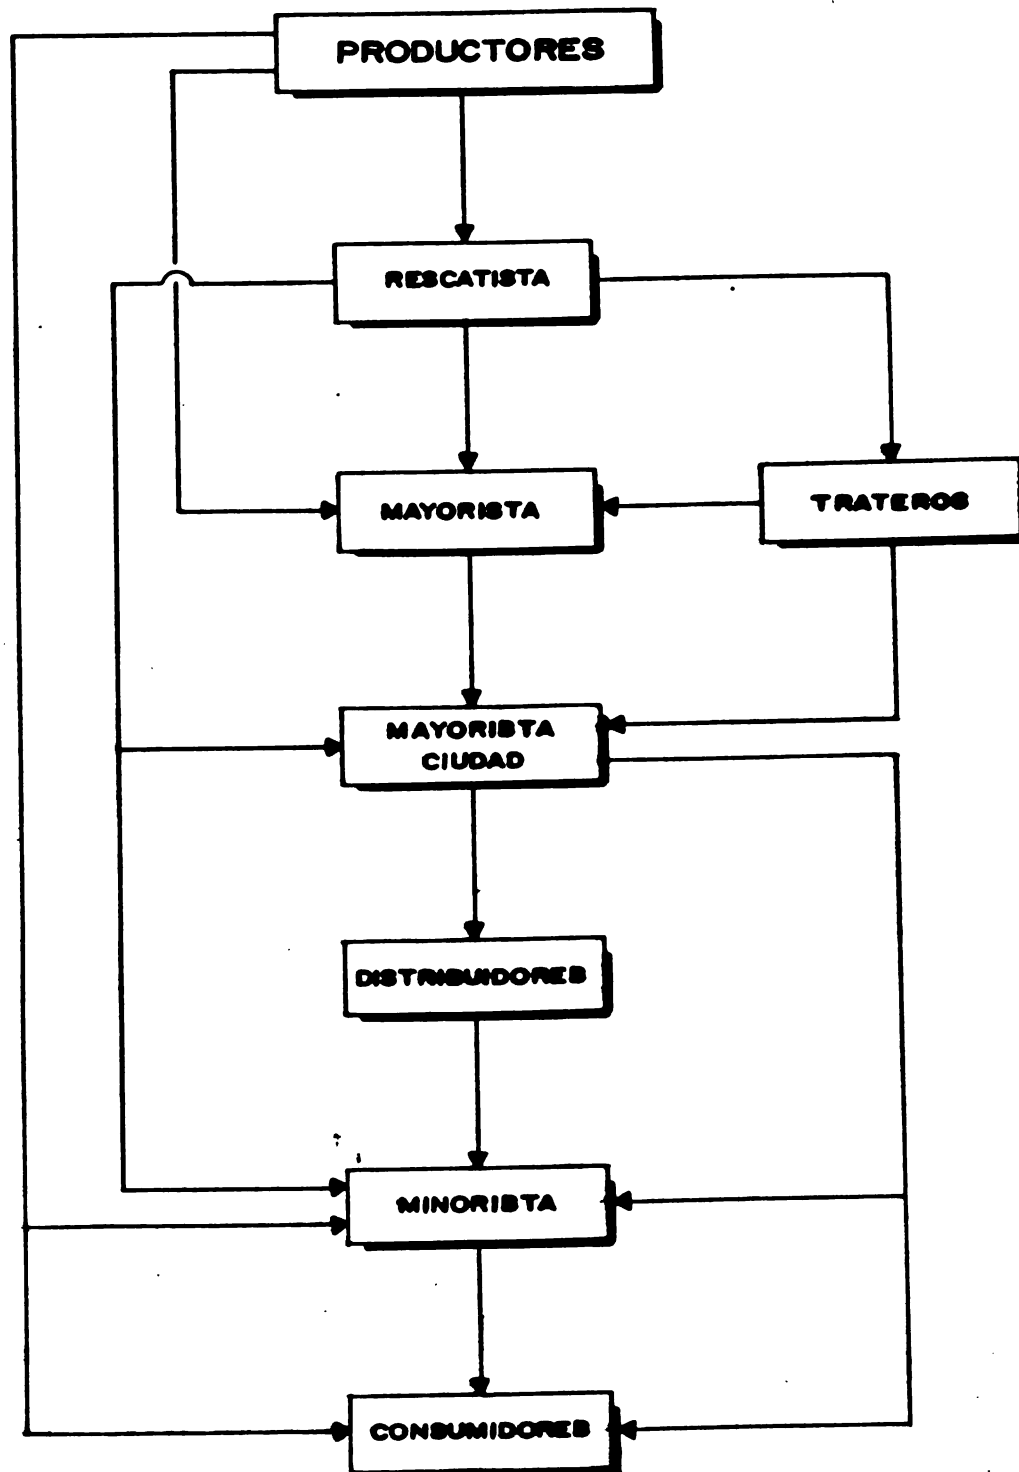 PRODUCTORES
RESCATISTA
MAYORISTA
TRATEROS
MAYORISTA
CIUDAD
DISTRIBUIDORES
MINORISTA
CONSUMIDORES